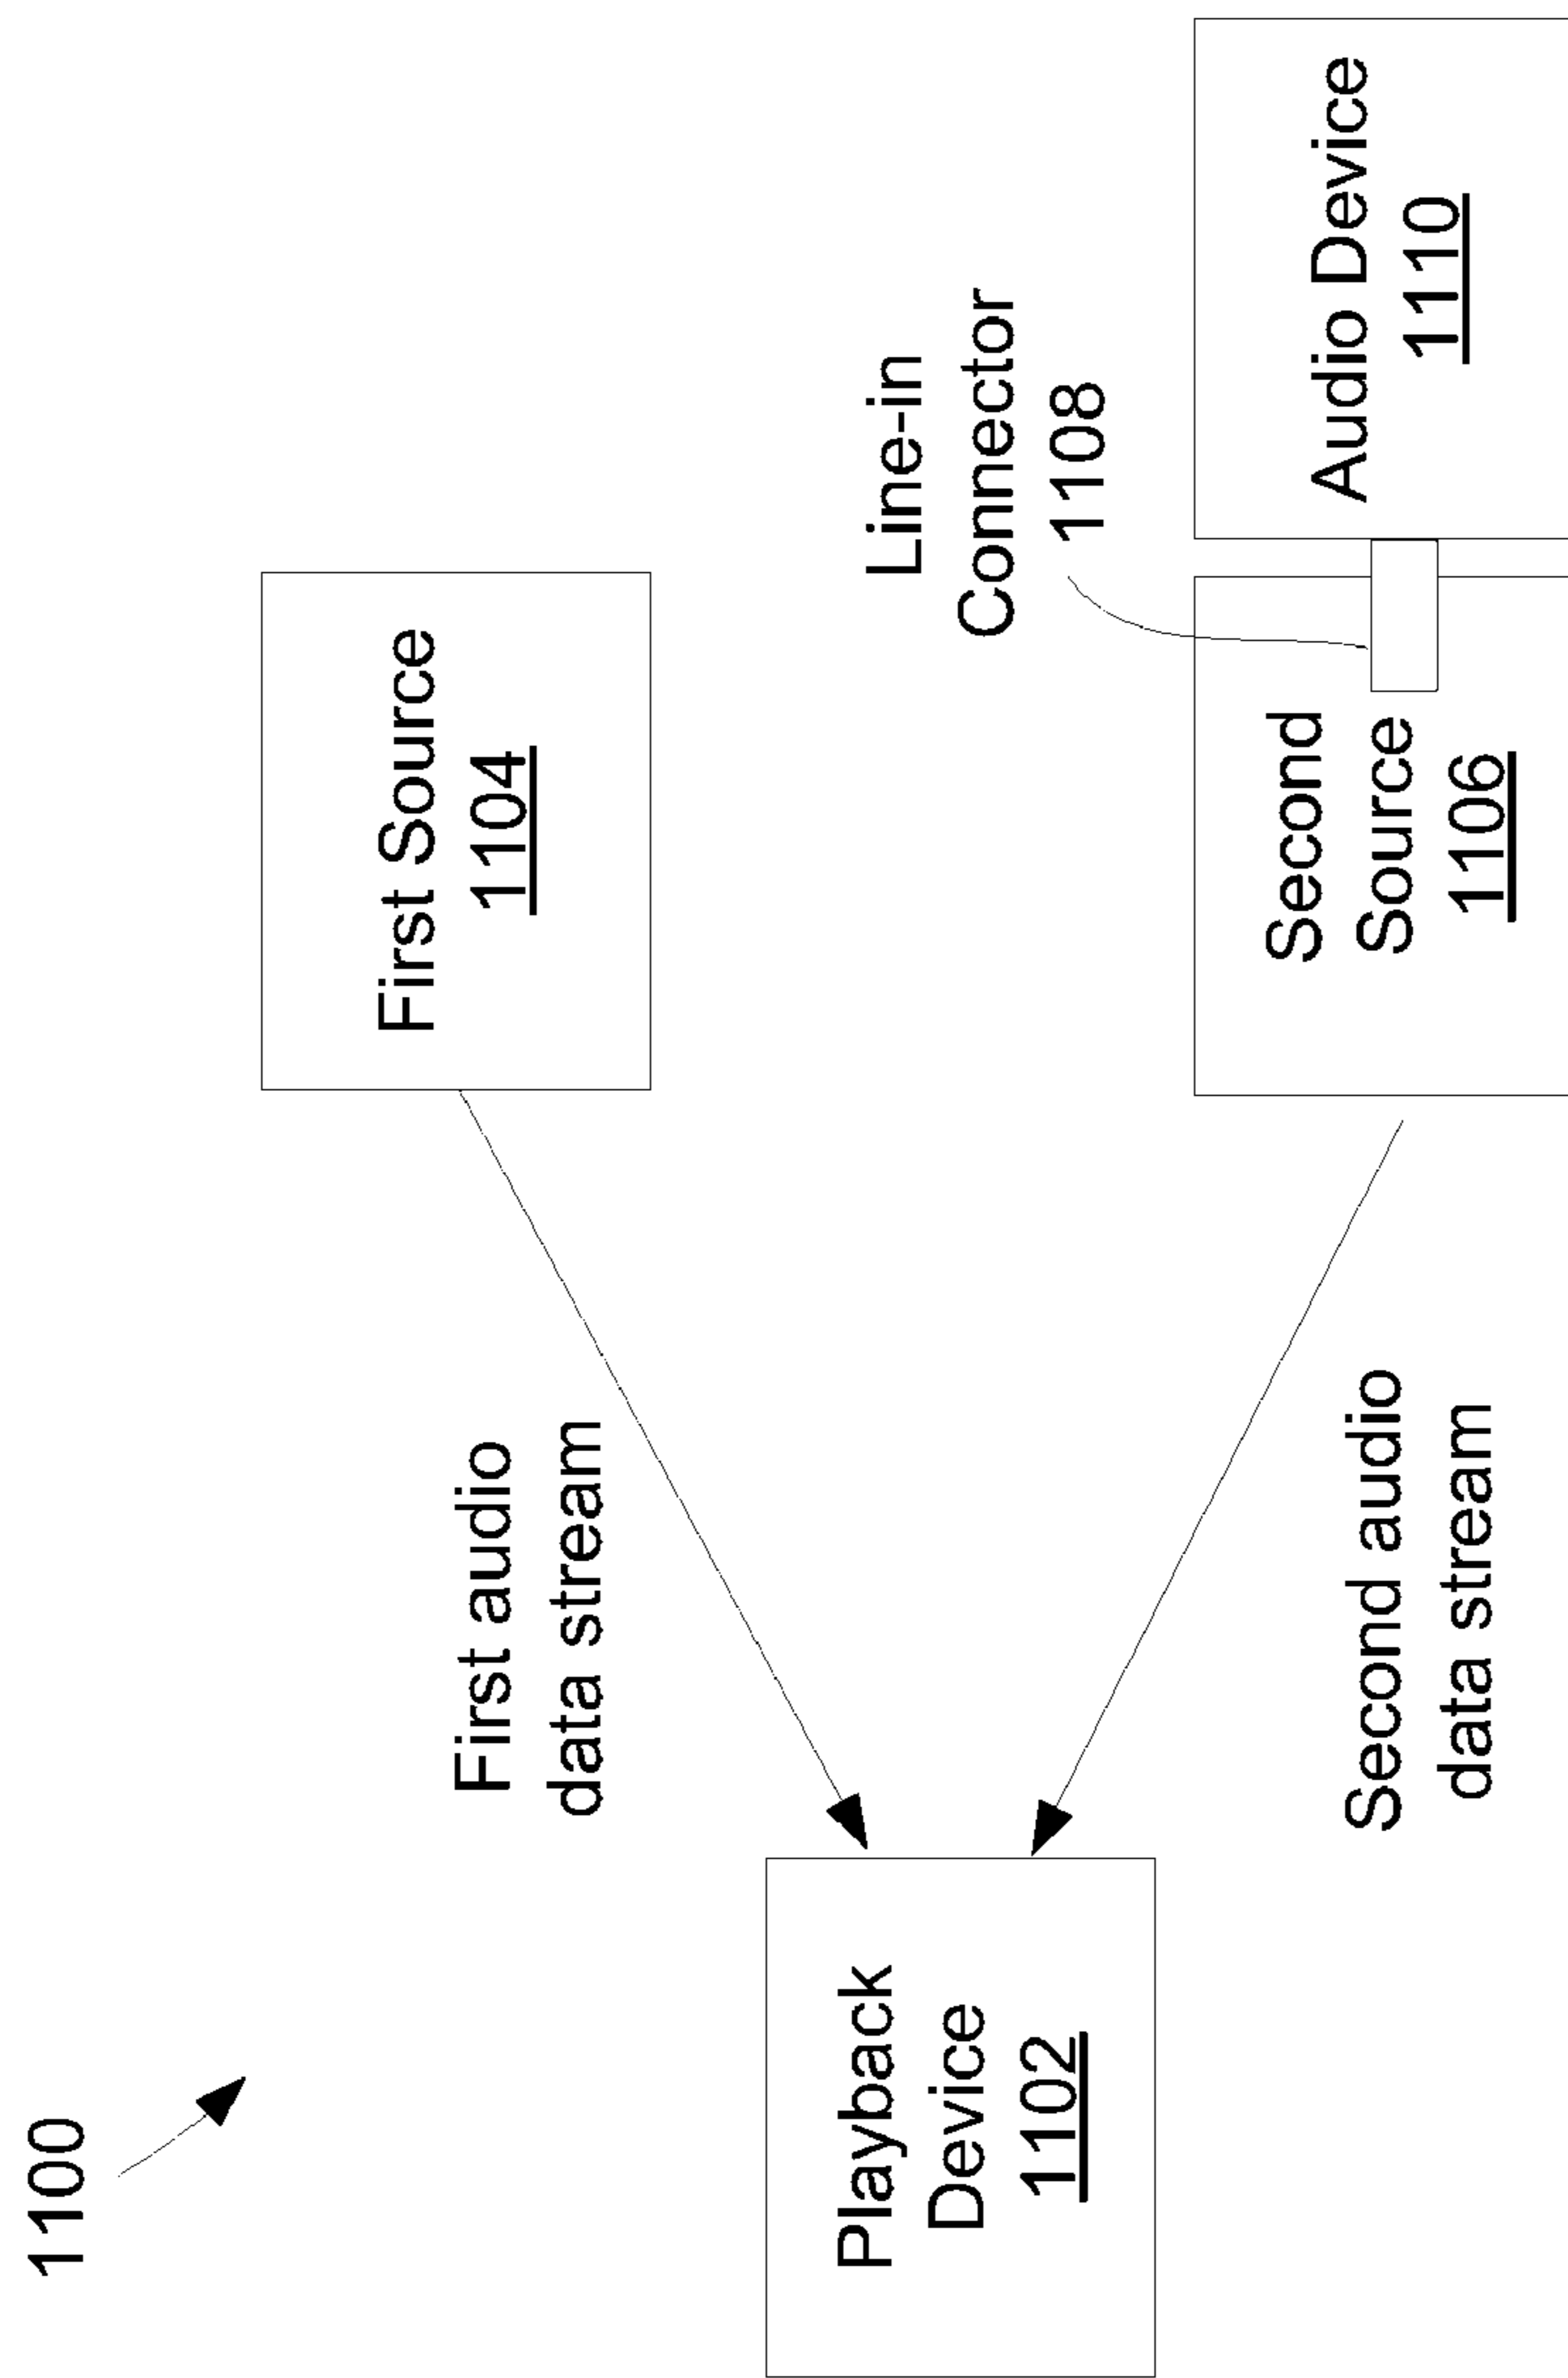 1100
First Source
1104
First audio
data stream
Playback
Device
1102
Line-in
Connector
1108
Second
Source
1106
Audio Device
1110
Second audio
data stream